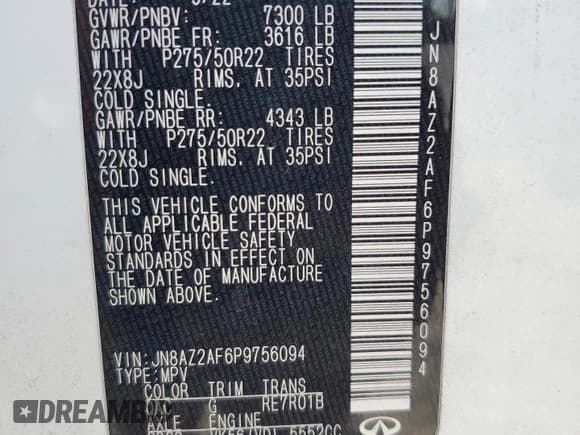 GVWR/PNBV: 7300 LB
GAWR/PNBE FR: 3616 LB
WITH P275/50R22 TIRES
22X8J RIMS, AT 35PSI
COLD SINGLE.
GAWR/PNBE RR: 4343 LB
WITH P275/50R22 TIRES
22X8J RIMS, AT 35PSI
COLD SINGLE.
THIS VEHICLE CONFORMS TO
ALL APPLICABLE FEDERAL
MOTOR VEHICLE SAFETY
STANDARDS IN EFFECT ON
THE DATE OF MANUFACTURE
SHOWN ABOVE.
VIN:JN8AZ2AF6P9756094
TYPE:MPV
COLOR TRIM TRANS
G RE7R01B
AXLE ENGINE
5552CC
JN8AZ2AF6P9756094